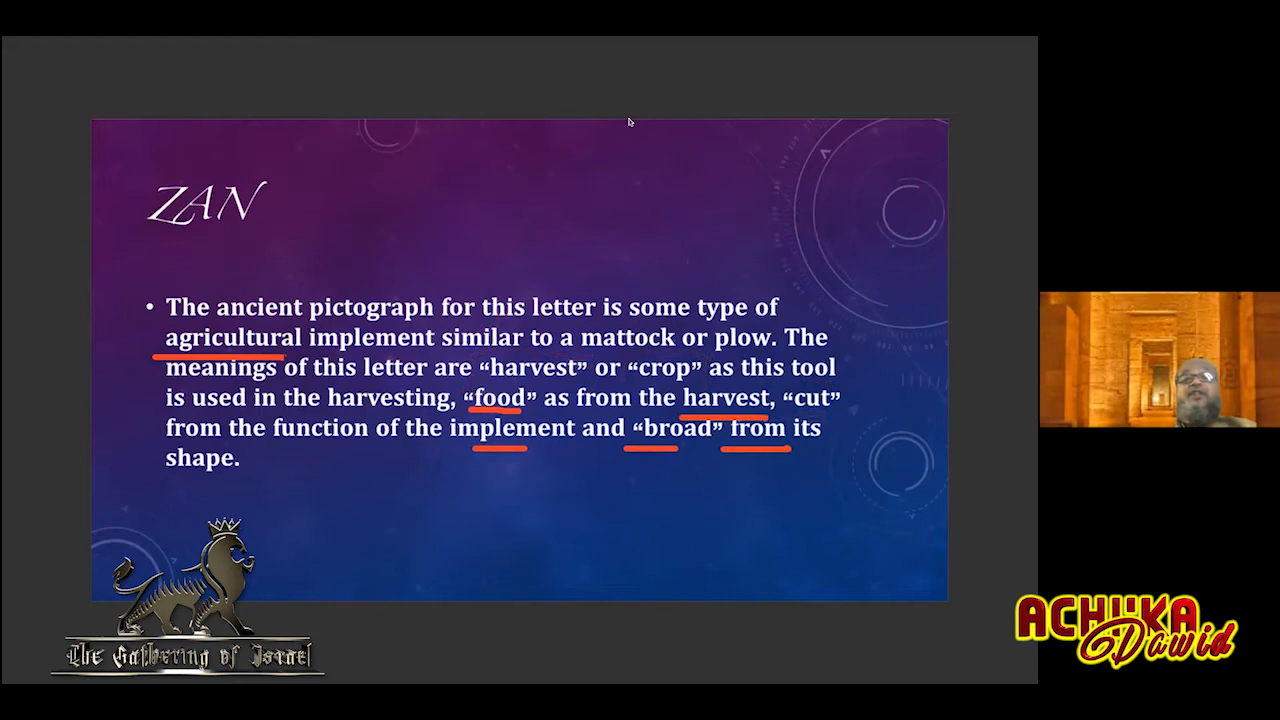 ZAN
• The ancient pictograph for this letter is some type of
agricultural implement similar to a mattock or plow. The
meanings of this letter are “harvest” or “crop” as this tool
is used in the harvesting, “food” as from the harvest, “cut”
from the function of the implement and “broad” from its
shape.
The Gathering of Israel
ACHUKA
Dawid